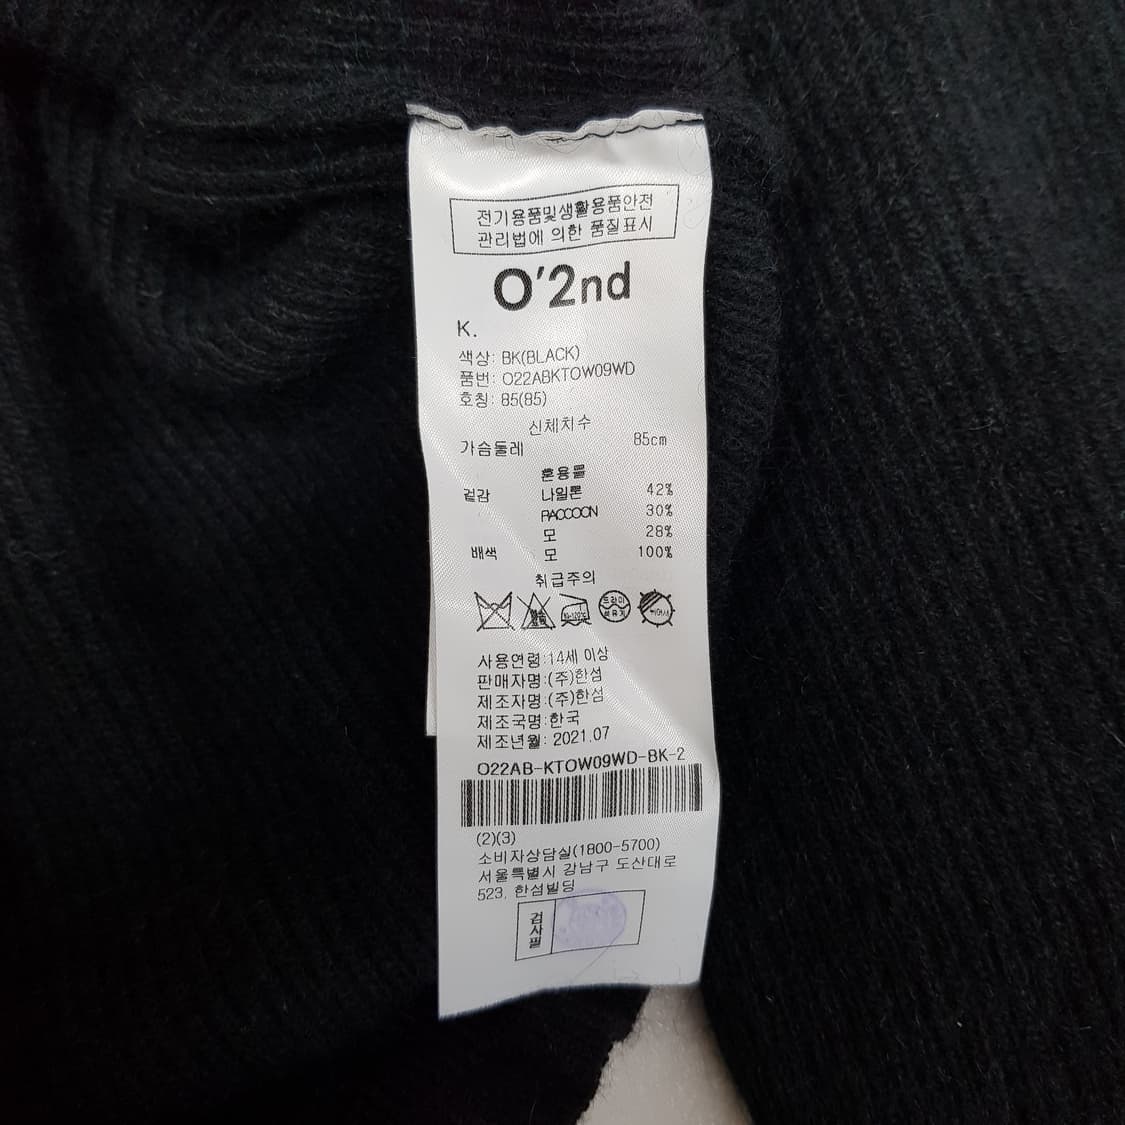 전기용품및생활용품안전
관리법에 의한 품질표시
O'2nd
K.
색상: BK(BLACK)
품번: O22ABKTOW09WD
호칭: 85(85)
신체치수
가슴둘레 85cm
혼용률
겉감 나일론 42%
RACCOON 30%
모 28%
배색 모 100%
취급주의
드라이
석유계
사용연령:14세 이상
판매자명:(주)한섬
제조자명:(주)한섬
제조국명:한국
제조년월: 2021.07
O22AB-KTOW09WD-BK-2
(2)(3)
소비자상담실(1800-5700)
서울특별시 강남구 도산대로
523, 한섬빌딩
검사필